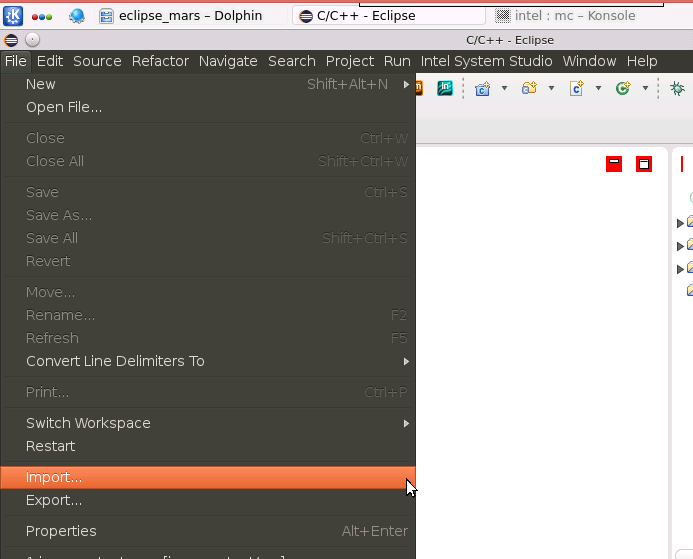 eclipse_mars – Dolphin C/C++ - Eclipse intel : mc – Konsole
C/C++ - Eclipse
File Edit Source Refactor Navigate Search Project Run Intel System Studio Window Help
New Shift+Alt+N
Open File...
Close Ctrl+W
Close All Shift+Ctrl+W
Save Ctrl+S
Save As...
Save All Shift+Ctrl+S
Revert
Move...
Rename... F2
Refresh F5
Convert Line Delimiters To
Print... Ctrl+P
Switch Workspace
Restart
Import...
Export...
Properties Alt+Enter